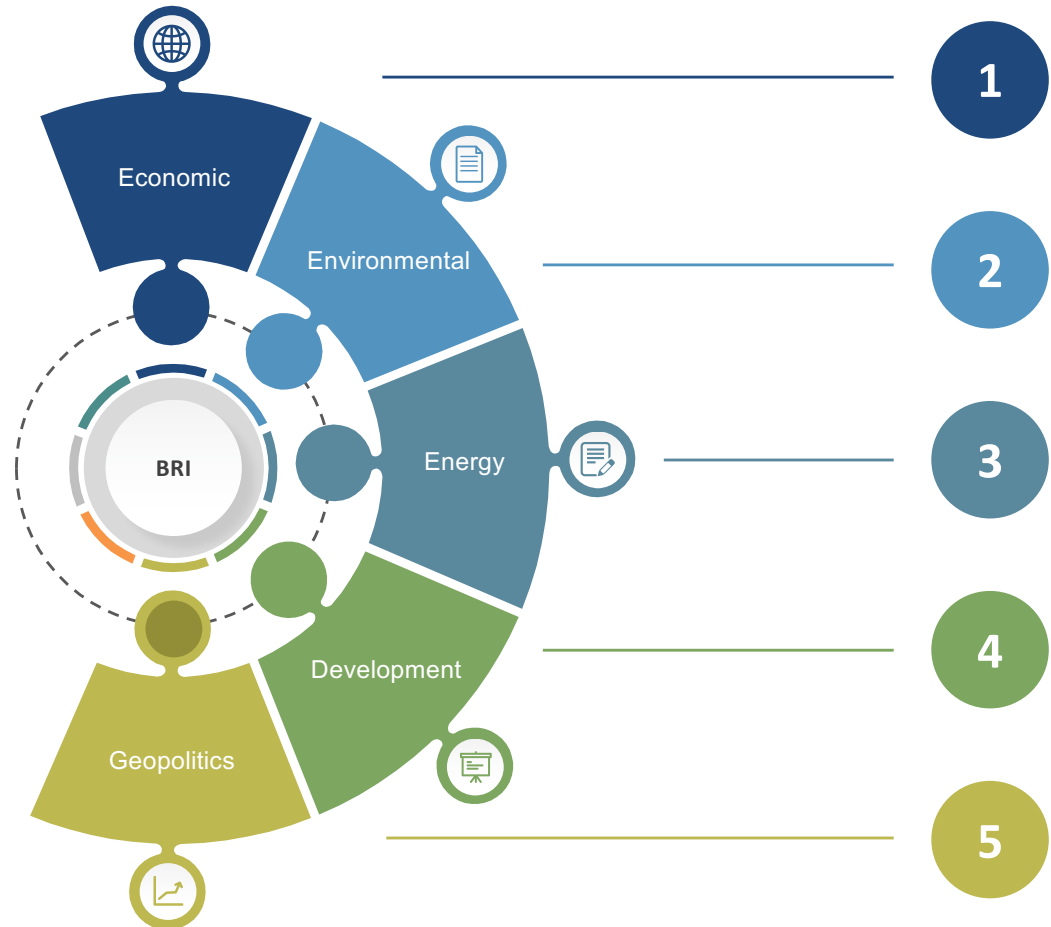 1
Economic
Environmental
2
BRI
Energy
3
Development
4
Geopolitics
5